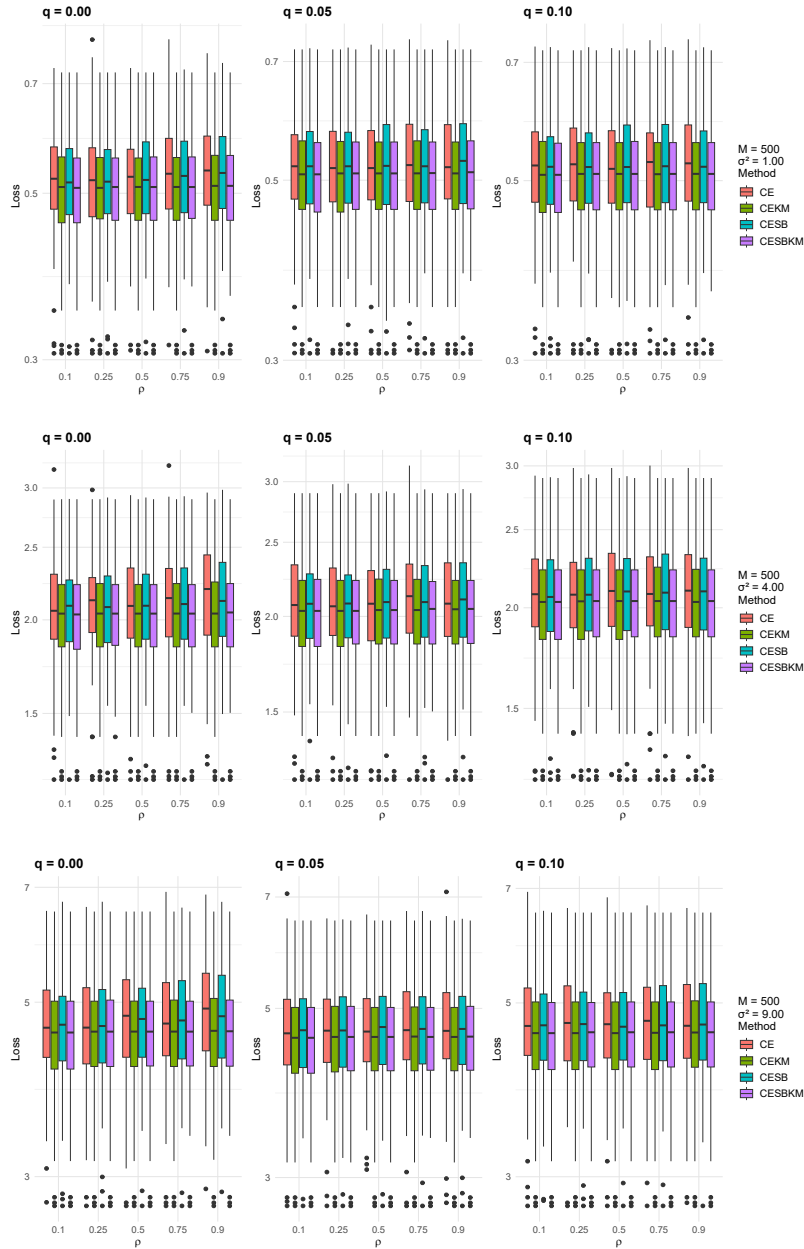 q = 0.00
q = 0.05
q = 0.10
Loss
0.7
0.5
0.3
0.1 0.25 0.5 0.75 0.9
ρ
Loss
0.7
0.5
0.3
0.1 0.25 0.5 0.75 0.9
ρ
Loss
0.7
0.5
0.3
0.1 0.25 0.5 0.75 0.9
ρ
M = 500
σ² = 1.00
Method
CE
CEKM
CESB
CESBKM
q = 0.00
q = 0.05
q = 0.10
Loss
3.0
2.5
2.0
1.5
0.1 0.25 0.5 0.75 0.9
ρ
Loss
3.0
2.5
2.0
1.5
0.1 0.25 0.5 0.75 0.9
ρ
Loss
3.0
2.5
2.0
1.5
0.1 0.25 0.5 0.75 0.9
ρ
M = 500
σ² = 4.00
Method
CE
CEKM
CESB
CESBKM
q = 0.00
q = 0.05
q = 0.10
Loss
7
5
3
0.1 0.25 0.5 0.75 0.9
ρ
Loss
7
5
3
0.1 0.25 0.5 0.75 0.9
ρ
Loss
7
5
3
0.1 0.25 0.5 0.75 0.9
ρ
M = 500
σ² = 9.00
Method
CE
CEKM
CESB
CESBKM